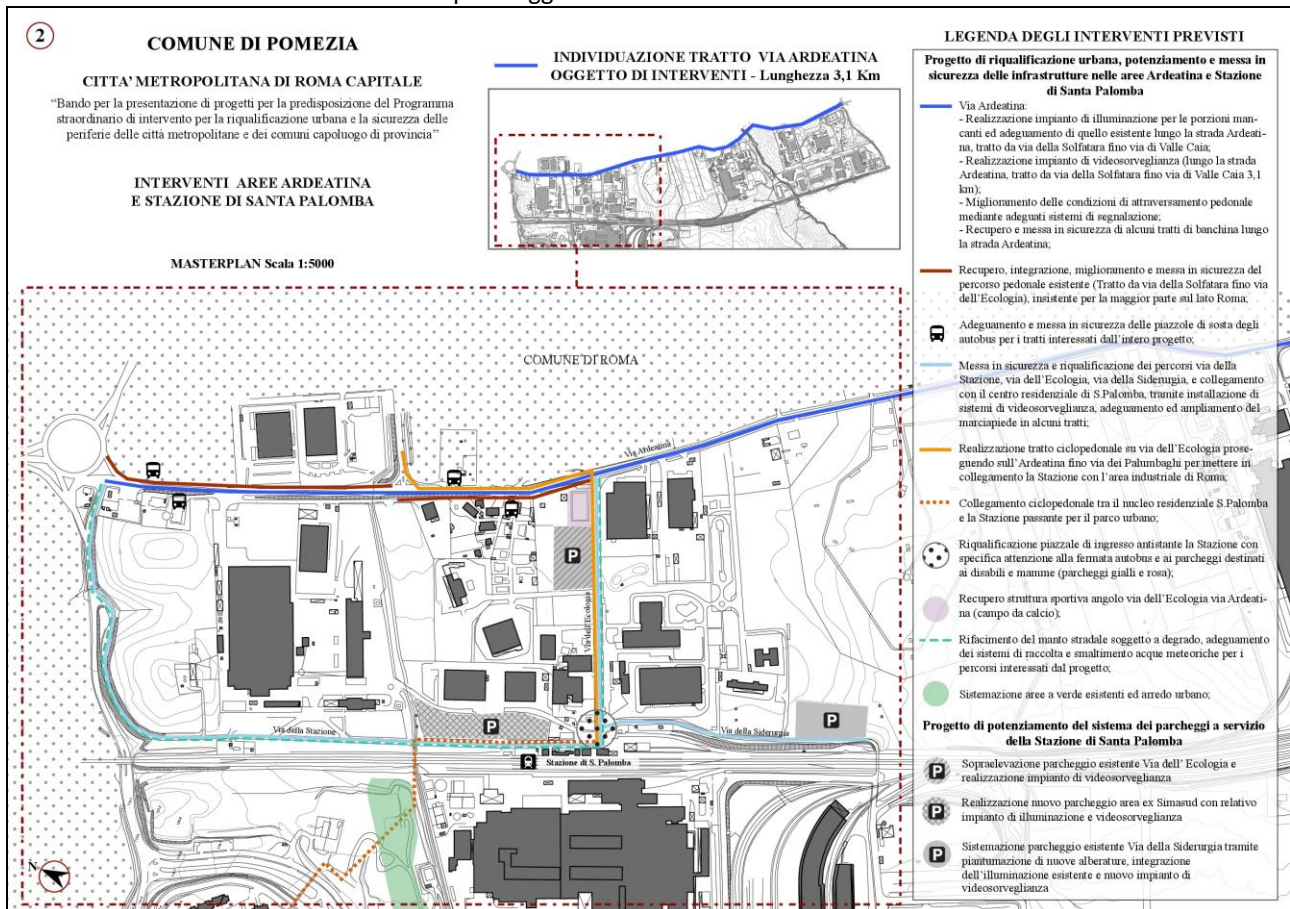 2
COMUNE DI POMEZIA
CITTA' METROPOLITANA DI ROMA CAPITALE
“Bando per la presentazione di progetti per la predisposizione del Programma
straordinario di intervento per la riqualificazione urbana e la sicurezza delle
periferie delle città metropolitane e dei comuni capoluogo di provincia”
INTERVENTI AREE ARDEATINA
E STAZIONE DI SANTA PALOMBA
MASTERPLAN Scala 1:5000
INDIVIDUAZIONE TRATTO VIA ARDEATINA
OGGETTO DI INTERVENTI - Lunghezza 3,1 Km
COMUNE DI ROMA
Via Ardeatina
Via dell'Ecologia
Via della Stazione
Via della Siderurgia
Stazione di S. Palomba
P
P
P
N
LEGENDA DEGLI INTERVENTI PREVISTI
Progetto di riqualificazione urbana, potenziamento e messa in
sicurezza delle infrastrutture nelle aree Ardeatina e Stazione
di Santa Palomba
Via Ardeatina:
- Realizzazione impianto di illuminazione per le porzioni man-
canti ed adeguamento di quello esistente lungo la strada Ardeati-
na, tratto da via della Solfatara fino via di Valle Caia;
- Realizzazione impianto di videosorveglianza (lungo la strada
Ardeatina, tratto da via della Solfatara fino via di Valle Caia 3,1
km);
- Miglioramento delle condizioni di attraversamento pedonale
mediante adeguati sistemi di segnalazione;
- Recupero e messa in sicurezza di alcuni tratti di banchina lungo
la strada Ardeatina;
Recupero, integrazione, miglioramento e messa in sicurezza del
percorso pedonale esistente (Tratto da via della Solfatara fino via
dell'Ecologia), insistente per la maggior parte sul lato Roma;
Adeguamento e messa in sicurezza delle piazzole di sosta degli
autobus per i tratti interessati dall'intero progetto;
Messa in sicurezza e riqualificazione dei percorsi via della
Stazione, via dell'Ecologia, via della Siderurgia, e collegamento
con il centro residenziale di S.Palomba, tramite installazione di
sistemi di videosorveglianza, adeguamento ed ampliamento del
marciapiede in alcuni tratti;
Realizzazione tratto ciclopedonale su via dell'Ecologia prose-
guendo sull'Ardeatina fino via dei Palumbagli per mettere in
collegamento la Stazione con l'area industriale di Roma;
Collegamento ciclopedonale tra il nucleo residenziale S.Palomba
e la Stazione passante per il parco urbano;
Riqualificazione piazzale di ingresso antistante la Stazione con
specifica attenzione alla fermata autobus e ai parcheggi destinati
ai disabili e mamme (parcheggi gialli e rosa);
Recupero struttura sportiva angolo via dell'Ecologia via Ardeati-
na (campo da calcio);
Rifacimento del manto stradale soggetto a degrado, adeguamento
dei sistemi di raccolta e smaltimento acque meteoriche per i
percorsi interessati dal progetto;
Sistemazione aree a verde esistenti ed arredo urbano;
Progetto di potenziamento del sistema dei parcheggi a servizio
della Stazione di Santa Palomba
P
Sopraelevazione parcheggio esistente Via dell' Ecologia e
realizzazione impianto di videosorveglianza
P
Realizzazione nuovo parcheggio area ex Simasud con relativo
impianto di illuminazione e videosorveglianza
P
Sistemazione parcheggio esistente Via della Siderurgia tramite
piantumazione di nuove alberature, integrazione
dell'illuminazione esistente e nuovo impianto di
videosorveglianza